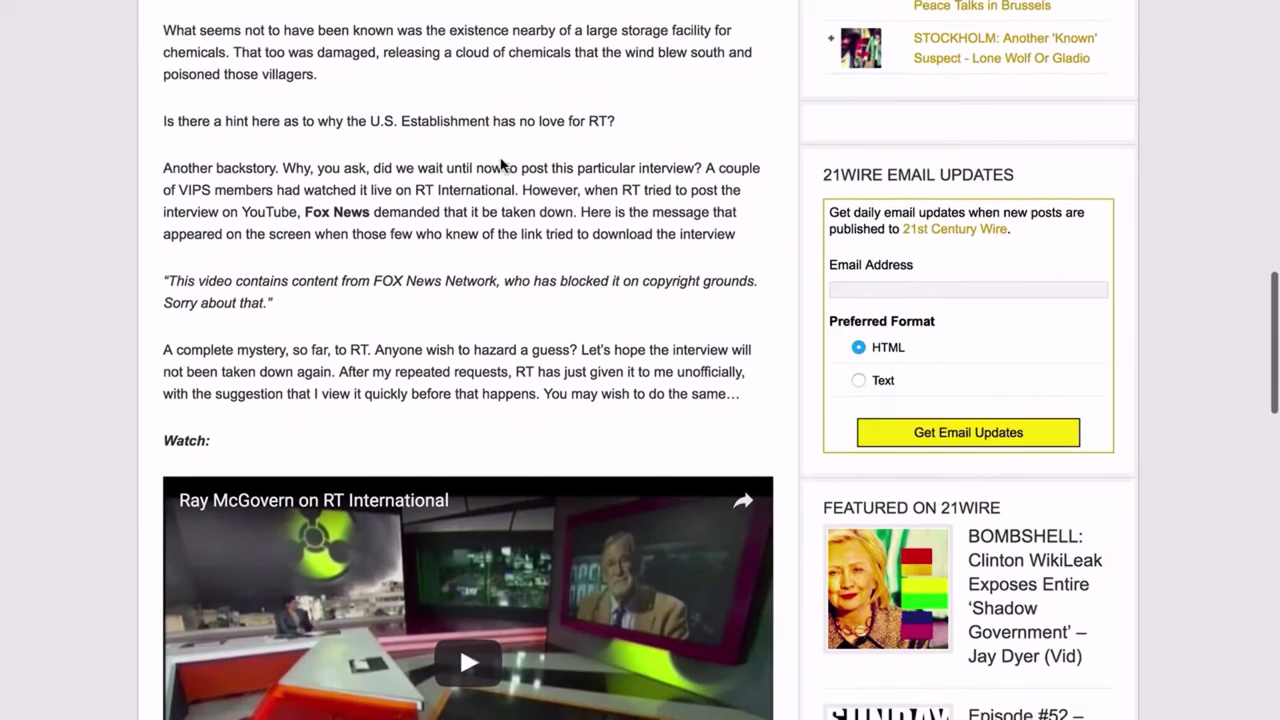 What seems not to have been known was the existence nearby of a large storage facility for
chemicals. That too was damaged, releasing a cloud of chemicals that the wind blew south and
poisoned those villagers.
Is there a hint here as to why the U.S. Establishment has no love for RT?
Another backstory. Why, you ask, did we wait until now to post this particular interview? A couple
of VIPS members had watched it live on RT International. However, when RT tried to post the
interview on YouTube, Fox News demanded that it be taken down. Here is the message that
appeared on the screen when those few who knew of the link tried to download the interview
“This video contains content from FOX News Network, who has blocked it on copyright grounds.
Sorry about that.”
A complete mystery, so far, to RT. Anyone wish to hazard a guess? Let’s hope the interview will
not been taken down again. After my repeated requests, RT has just given it to me unofficially,
with the suggestion that I view it quickly before that happens. You may wish to do the same…
Watch:
Ray McGovern on RT International
Peace Talks in Brussels
STOCKHOLM: Another 'Known'
Suspect - Lone Wolf Or Gladio
21WIRE EMAIL UPDATES
Get daily email updates when new posts are
published to 21st Century Wire.
Email Address
Preferred Format
HTML
Text
Get Email Updates
FEATURED ON 21WIRE
BOMBSHELL:
Clinton WikiLeak
Exposes Entire
‘Shadow
Government’ –
Jay Dyer (Vid)
SUNDAY
Episode #52 –